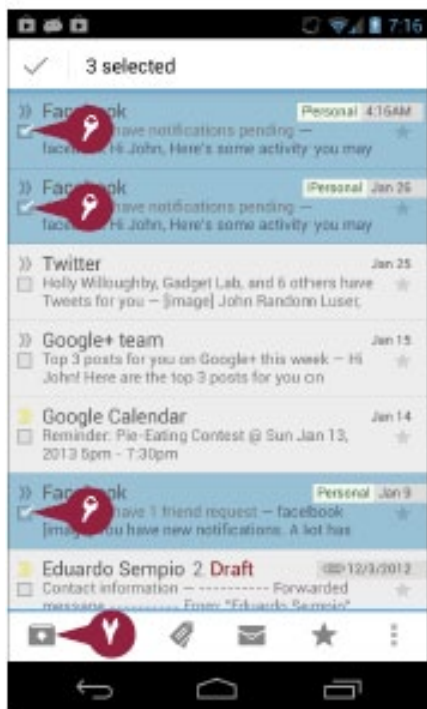 7:16
3 selected
Facebook Personal 4:16AM
۶ have notifications pending —
facebook Hi John, Here's some activity you may
Facebook Personal Jan 26
۶ have notifications pending —
facebook Hi John, Here's some activity you may
Twitter Jan 25
Holly Willoughby, Gadget Lab, and 6 others have
Tweets for you — [image] John Random Luser,
Google+ team Jan 15
Top 3 posts for you on Google+ this week — Hi
John! Here are the top 3 posts for you on
Google Calendar Jan 14
Reminder: Pie-Eating Contest @ Sun Jan 13,
2013 5pm - 7:30pm
Facebook Personal Jan 9
۶ have 1 friend request — facebook
[image] You have new notifications. A lot has
Eduardo Sempio 2 Draft 12/3/2012
Contact information — ---------- Forwarded
message ---------- From: "Eduardo Sempio"
۷